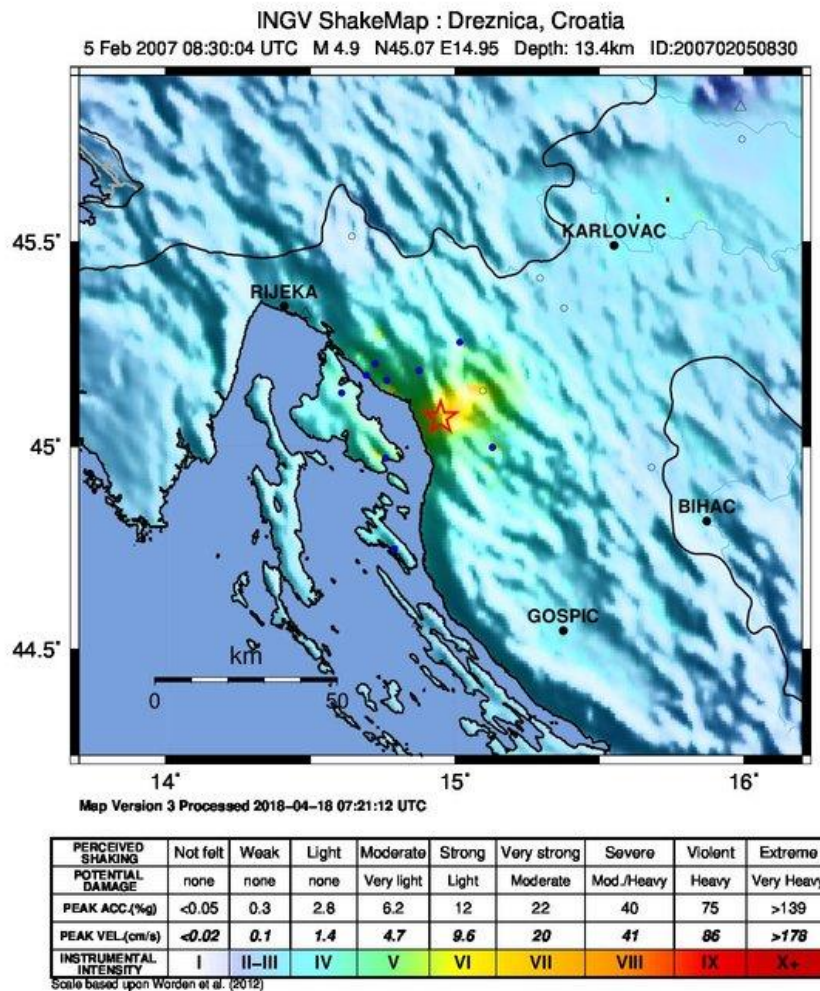 INGV ShakeMap : Dreznica, Croatia
5 Feb 2007 08:30:04 UTC M 4.9 N45.07 E14.95 Depth: 13.4km ID:200702050830
45.5°
KARLOVAC
RIJEKA
45°
BIHAC
GOSPIC
44.5°
km
0 50
14° 15° 16°
Map Version 3 Processed 2018-04-18 07:21:12 UTC
PERCEIVED SHAKING Not felt Weak Light Moderate Strong Very strong Severe Violent Extreme
POTENTIAL DAMAGE none none none Very light Light Moderate Mod./Heavy Heavy Very Heavy
PEAK ACC.(%g) <0.05 0.3 2.8 6.2 12 22 40 75 >139
PEAK VEL.(cm/s) <0.02 0.1 1.4 4.7 9.6 20 41 86 >178
INSTRUMENTAL INTENSITY I II-III IV V VI VII VIII IX X+
Scale based upon Worden et al. (2012)